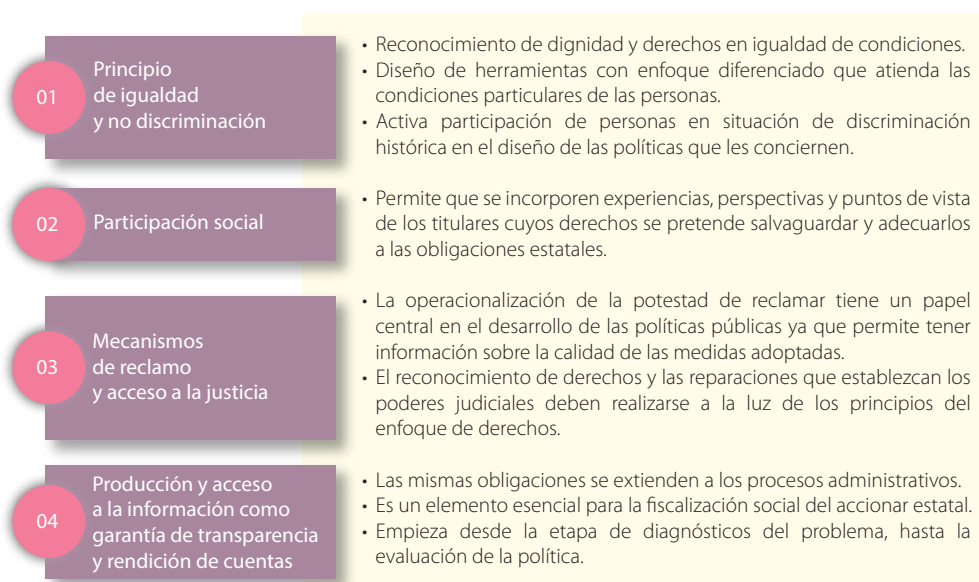 01
Principio
de igualdad
y no discriminación
• Reconocimiento de dignidad y derechos en igualdad de condiciones.
• Diseño de herramientas con enfoque diferenciado que atienda las
condiciones particulares de las personas.
• Activa participación de personas en situación de discriminación
histórica en el diseño de las políticas que les conciernen.
02
Participación social
• Permite que se incorporen experiencias, perspectivas y puntos de vista
de los titulares cuyos derechos se pretende salvaguardar y adecuarlos
a las obligaciones estatales.
03
Mecanismos
de reclamo
y acceso a la justicia
• La operacionalización de la potestad de reclamar tiene un papel
central en el desarrollo de las políticas públicas ya que permite tener
información sobre la calidad de las medidas adoptadas.
• El reconocimiento de derechos y las reparaciones que establezcan los
poderes judiciales deben realizarse a la luz de los principios del
enfoque de derechos.
04
Producción y acceso
a la información como
garantía de transparencia
y rendición de cuentas
• Las mismas obligaciones se extienden a los procesos administrativos.
• Es un elemento esencial para la fiscalización social del accionar estatal.
• Empieza desde la etapa de diagnósticos del problema, hasta la
evaluación de la política.